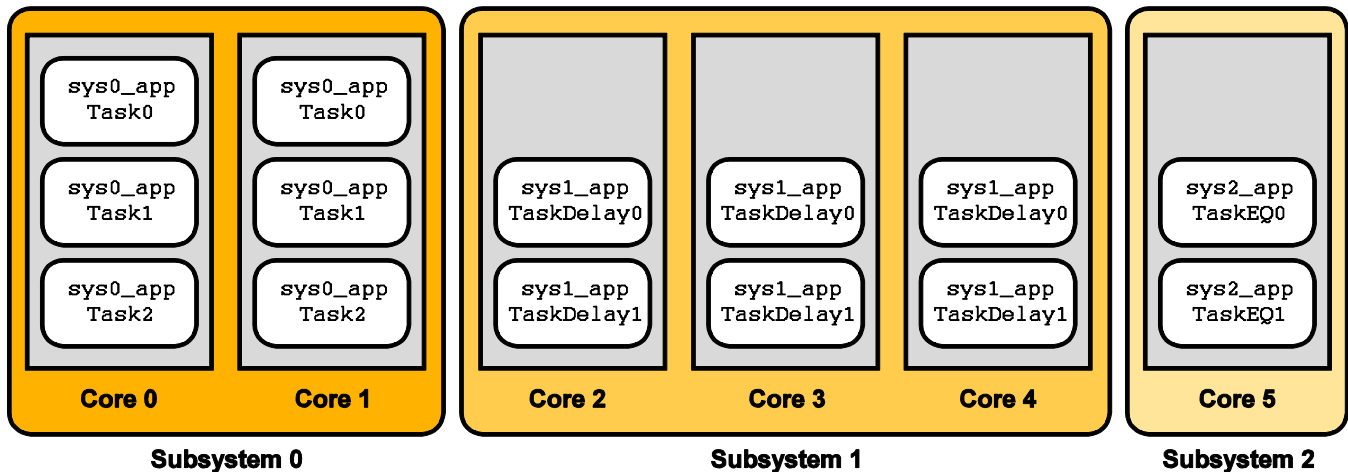 sys0_app
Task0
sys0_app
Task1
sys0_app
Task2
Core 0
sys0_app
Task0
sys0_app
Task1
sys0_app
Task2
Core 1
Subsystem 0
sys1_app
TaskDelay0
sys1_app
TaskDelay1
Core 2
sys1_app
TaskDelay0
sys1_app
TaskDelay1
Core 3
sys1_app
TaskDelay0
sys1_app
TaskDelay1
Core 4
Subsystem 1
sys2_app
TaskEQ0
sys2_app
TaskEQ1
Core 5
Subsystem 2